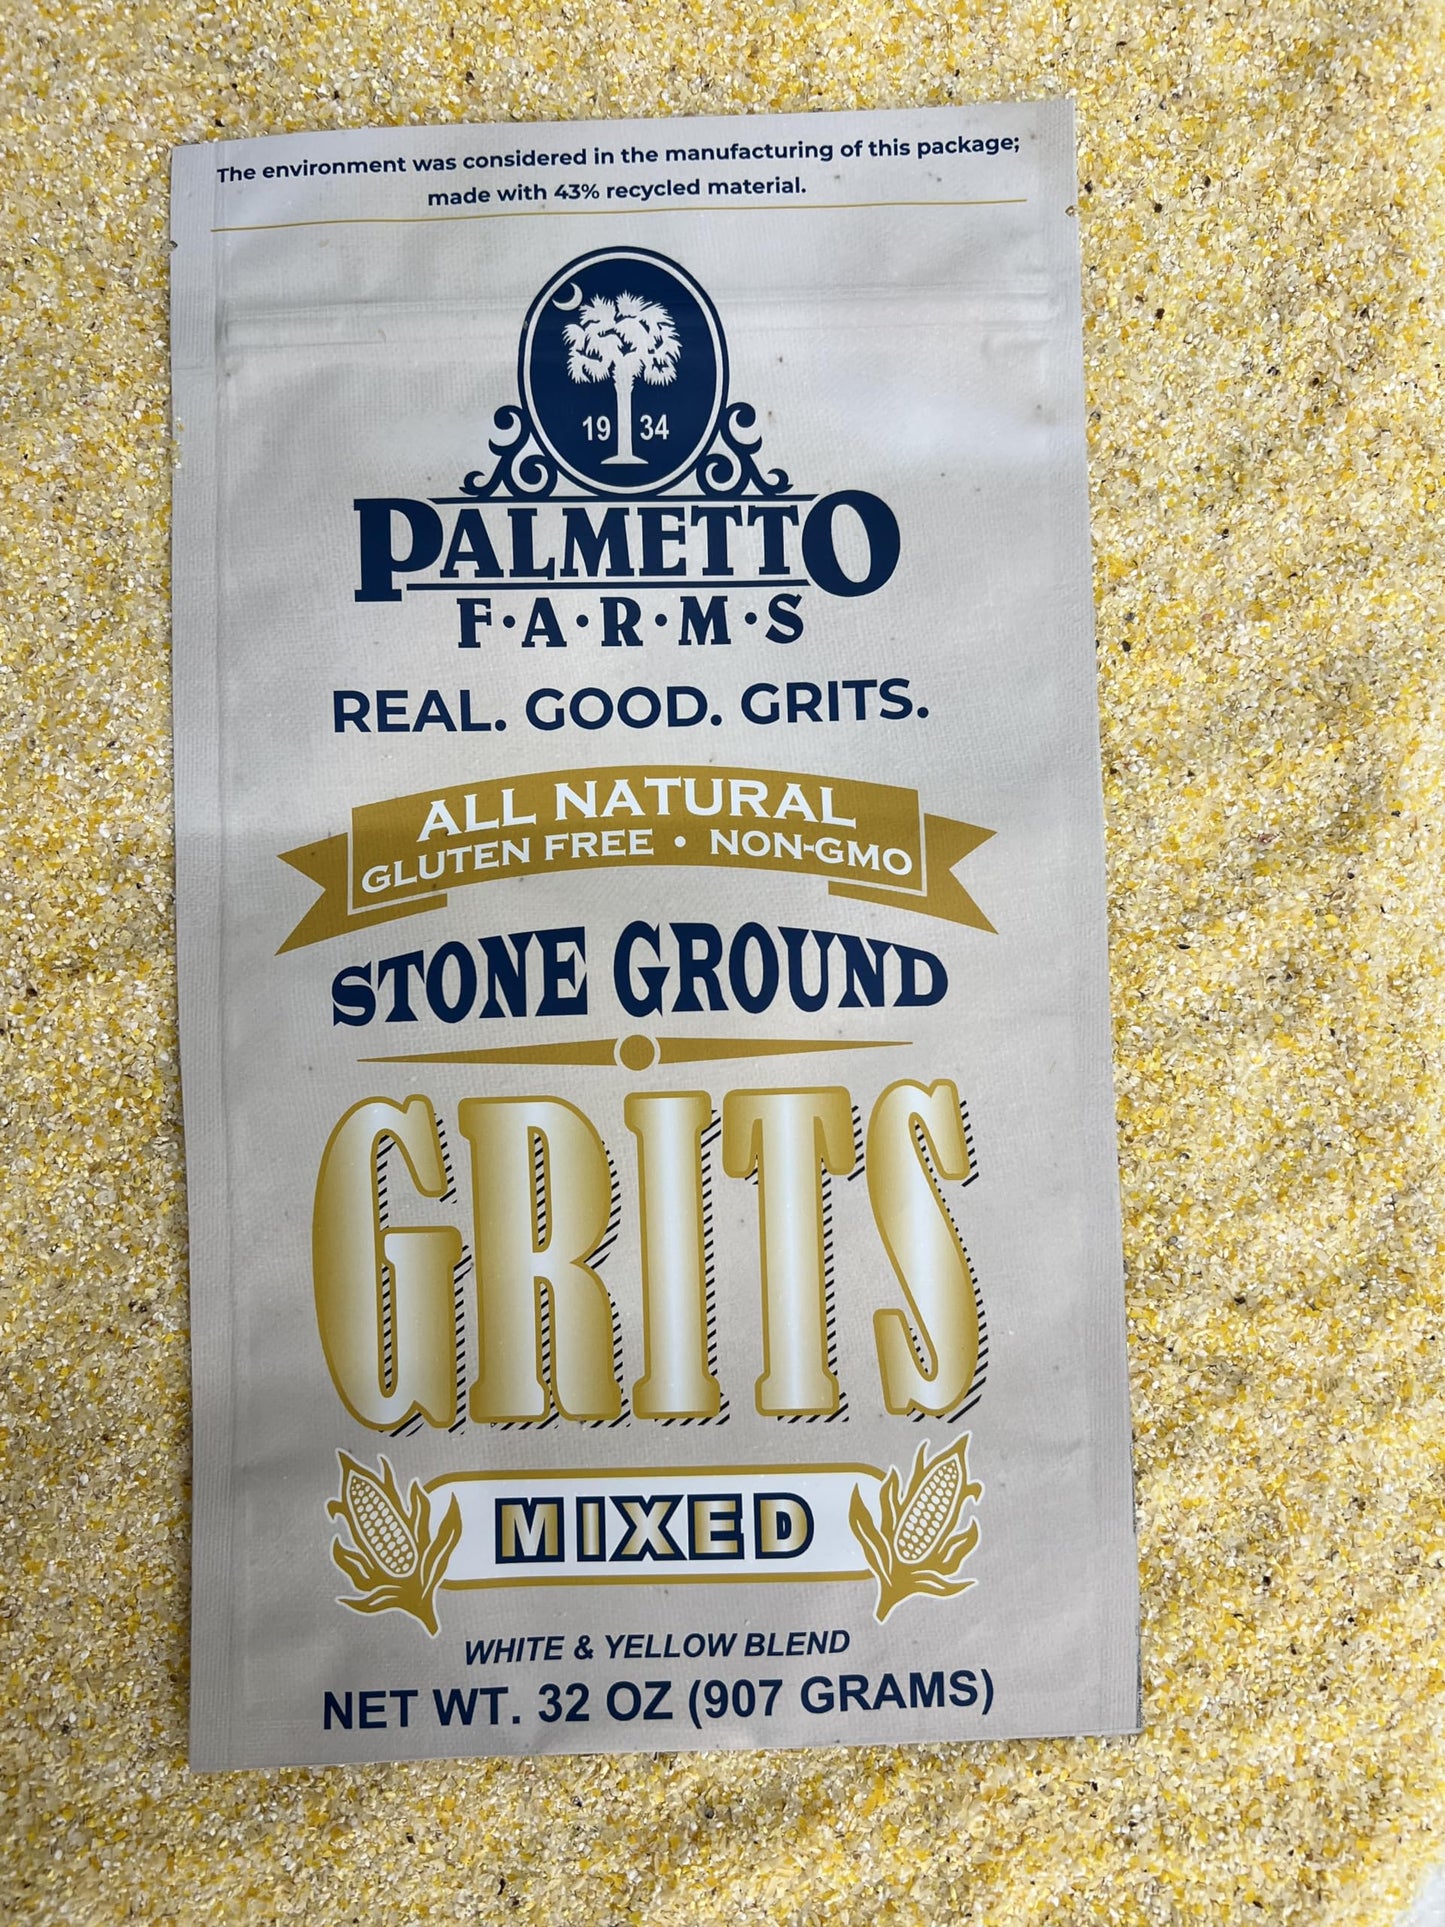 The environment was considered in the manufacturing of this package;
made with 43% recycled material.
19 34
PALMETTO
F·A·R·M·S
REAL. GOOD. GRITS.
ALL NATURAL
GLUTEN FREE • NON-GMO
STONE GROUND
GRITS
MIXED
WHITE & YELLOW BLEND
NET WT. 32 OZ (907 GRAMS)